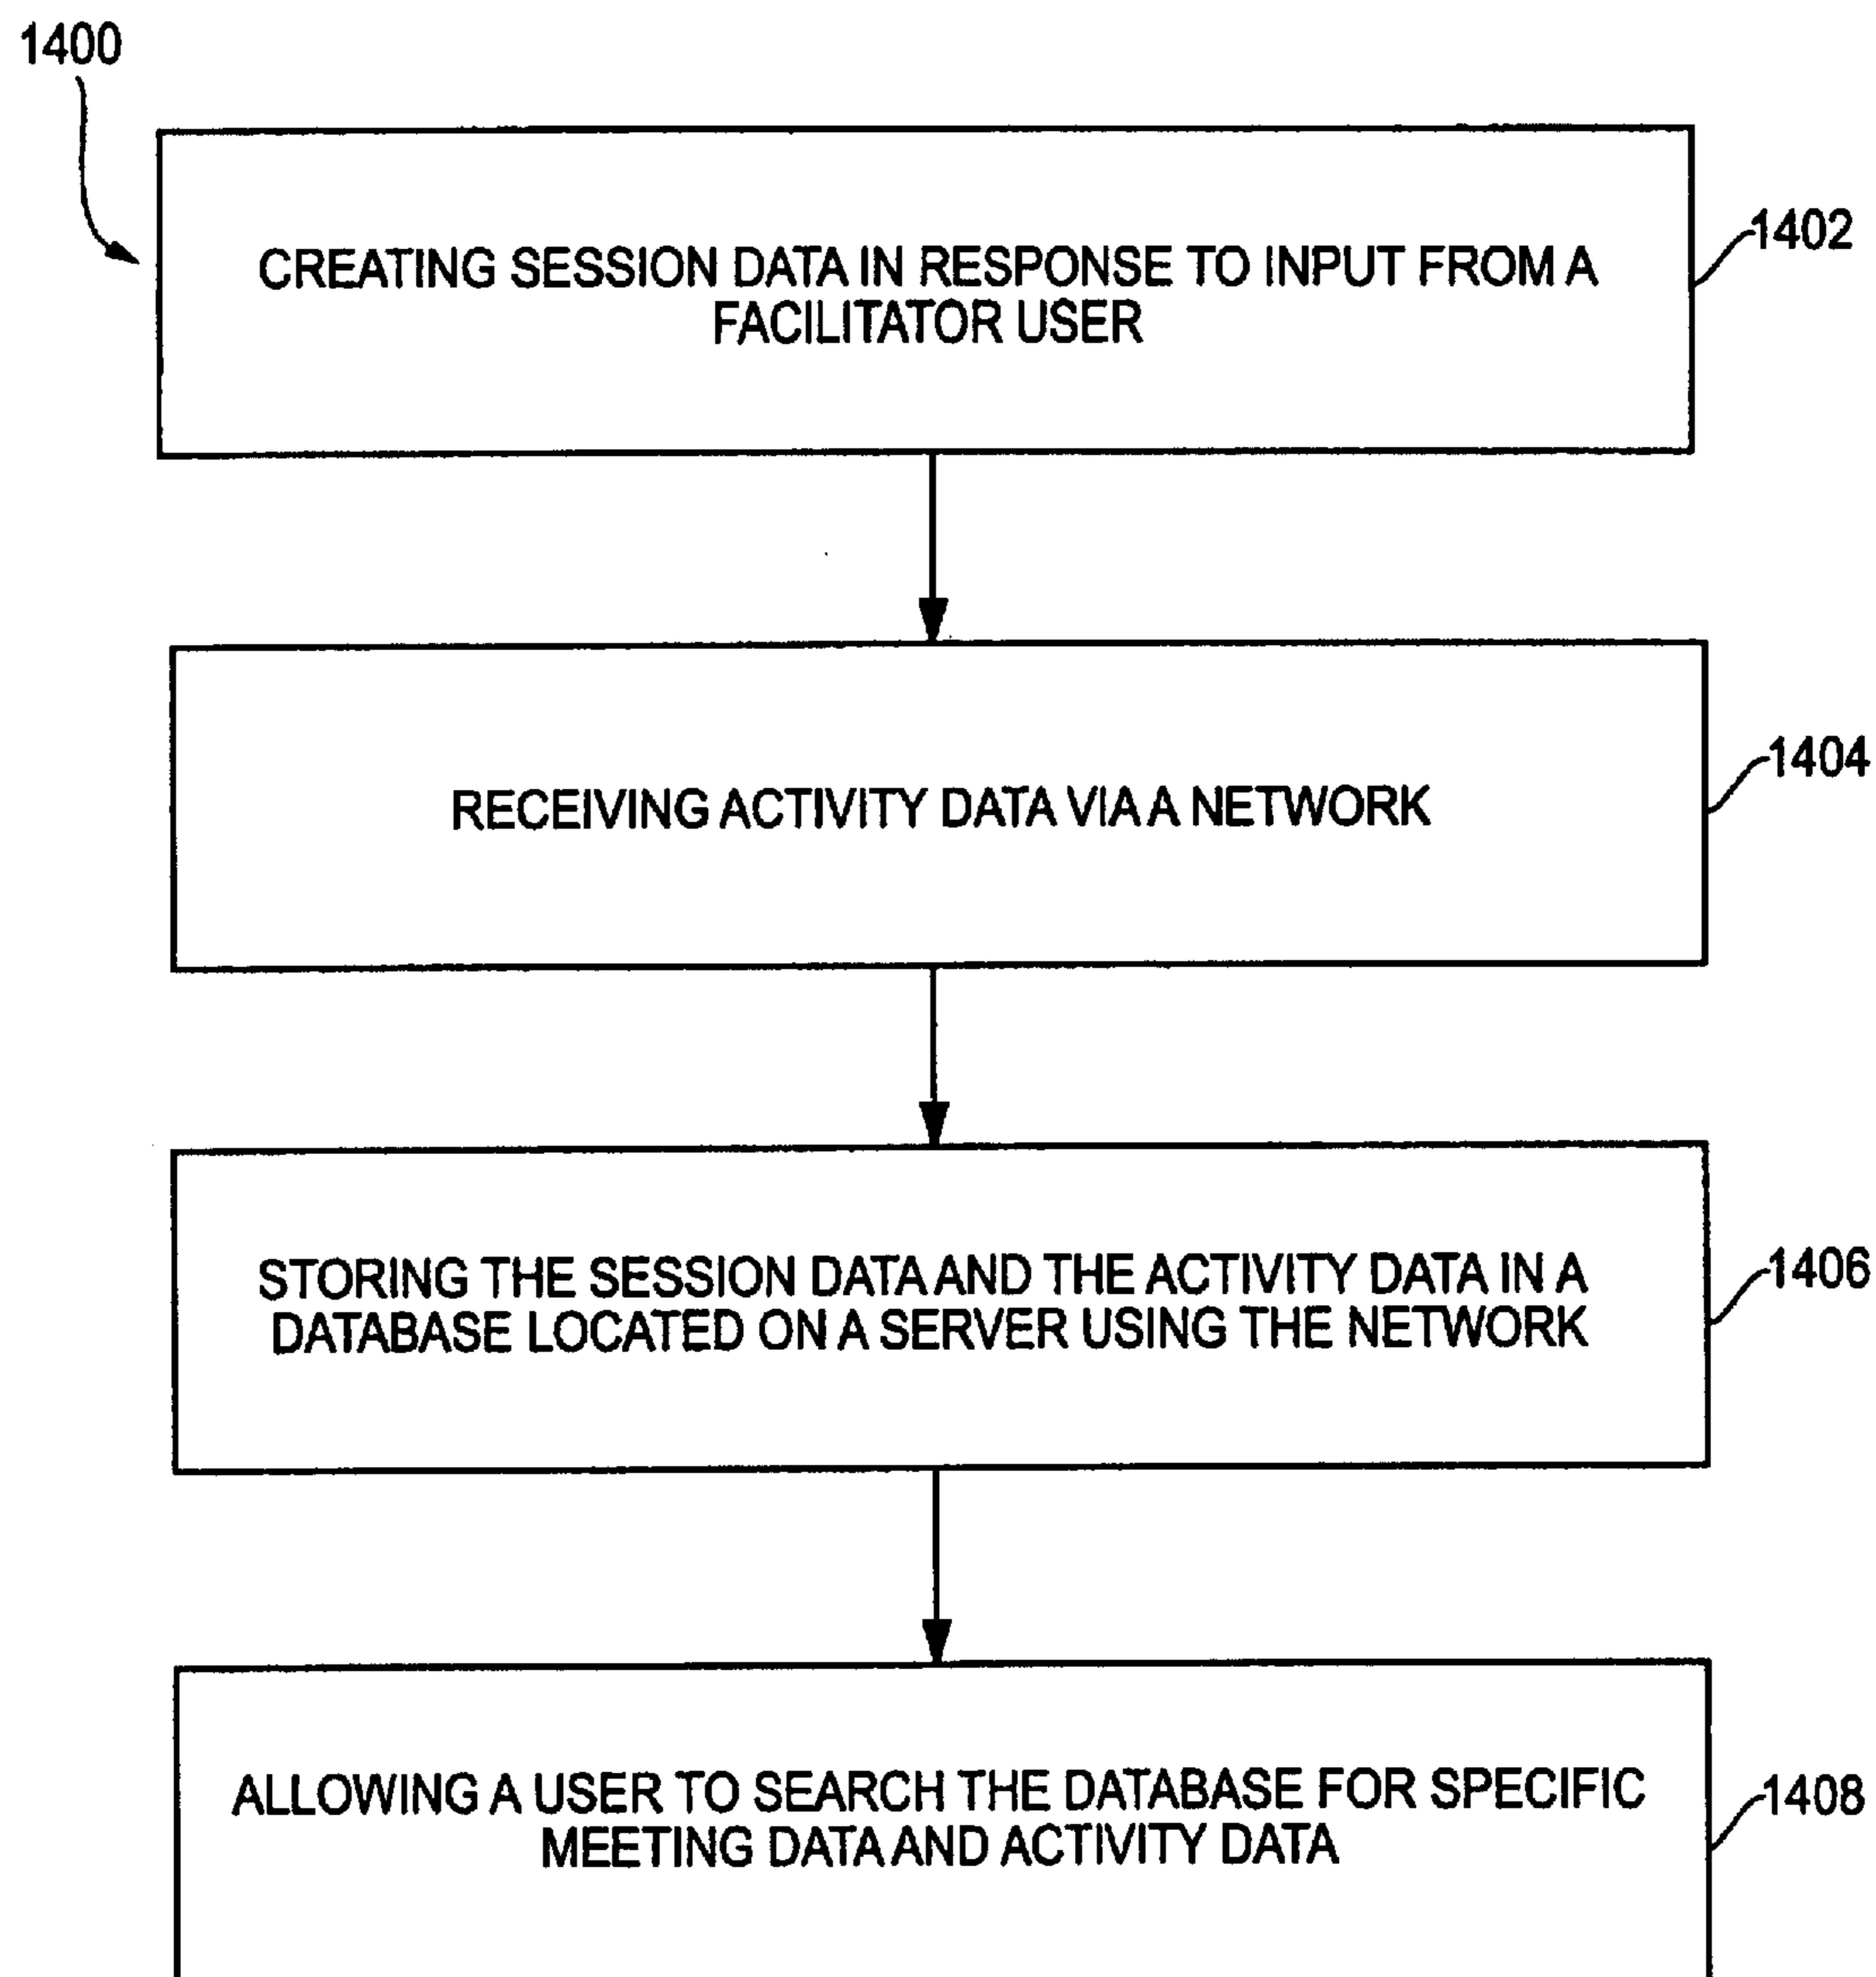 1400
CREATING SESSION DATA IN RESPONSE TO INPUT FROM A
FACILITATOR USER
1402
RECEIVING ACTIVITY DATA VIA A NETWORK
1404
STORING THE SESSION DATA AND THE ACTIVITY DATA IN A
DATABASE LOCATED ON A SERVER USING THE NETWORK
1406
ALLOWING A USER TO SEARCH THE DATABASE FOR SPECIFIC
MEETING DATA AND ACTIVITY DATA
1408